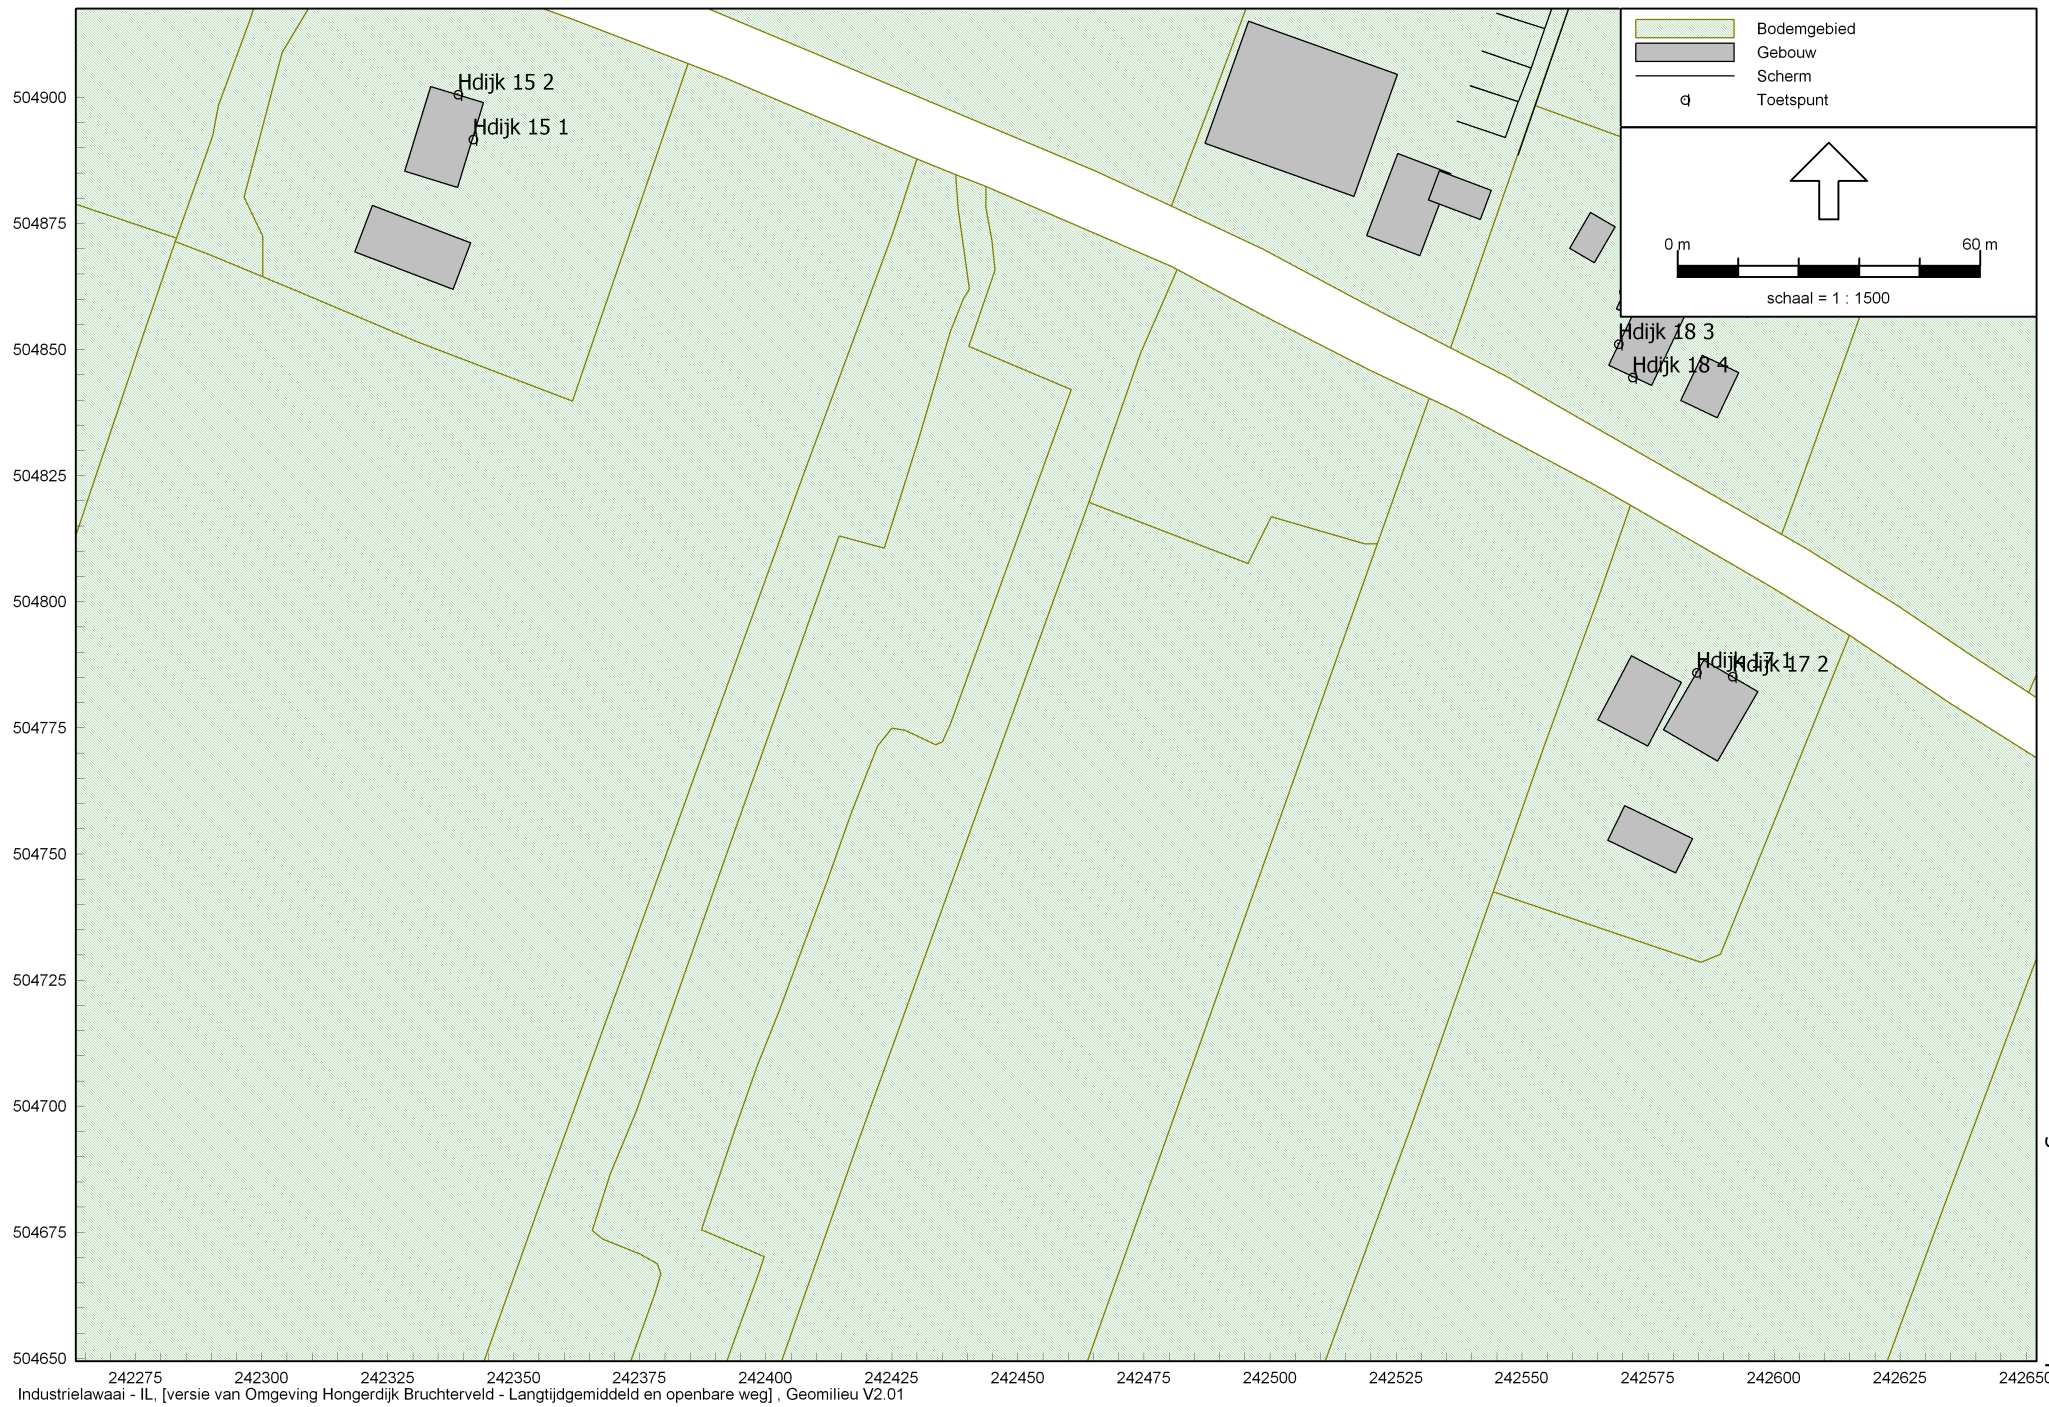 Bodemgebied
Gebouw
Scherm
Toetspunt
0 m 60 m
schaal = 1 : 1500
Hdijk 15 2
Hdijk 15 1
Hdijk 18 3
Hdijk 18 4
Hdijk 17 1
Hdijk 17 2
504900
504875
504850
504825
504800
504775
504750
504725
504700
504675
504650
242275 242300 242325 242350 242375 242400 242425 242450 242475 242500 242525 242550 242575 242600 242625 242650
Industrielawaai - IL, [versie van Omgeving Hongerdijk Bruchterveld - Langtijdgemiddeld en openbare weg] , Geomilieu V2.01